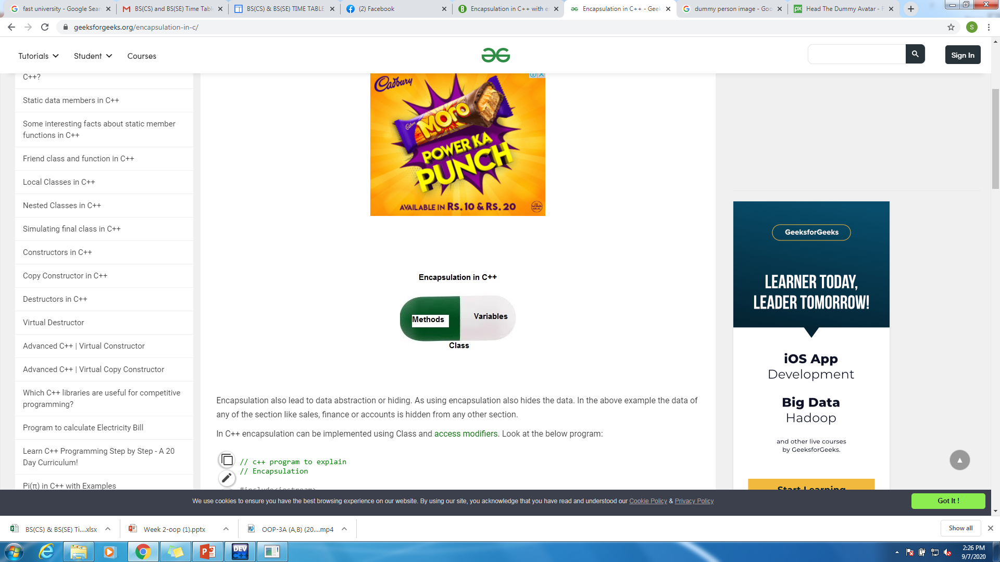 fast university - Google Sear
BS(CS) and BS(SE) Time Tabl
BS(CS) & BS(SE) TIME TABLE
(2) Facebook
Encapsulation in C++ with e
Encapsulation in C++ - Geek
dummy person image - Goo
Head The Dummy Avatar - F
geeksforgeeks.org/encapsulation-in-c/
S
Tutorials
Student
Courses
Sign In
C++?
Static data members in C++
Some interesting facts about static member
functions in C++
Friend class and function in C++
Local Classes in C++
Nested Classes in C++
Simulating final class in C++
Constructors in C++
Copy Constructor in C++
Destructors in C++
Virtual Destructor
Advanced C++ | Virtual Constructor
Advanced C++ | Virtual Copy Constructor
Which C++ libraries are useful for competitive
programming?
Program to calculate Electricity Bill
Learn C++ Programming Step by Step - A 20
Day Curriculum!
Pi(π) in C++ with Examples
Cadbury
Cadbury
MORO
POWER KA
PUNCH
AVAILABLE IN RS. 10 & RS. 20
Encapsulation in C++
Methods
Variables
Class
Encapsulation also lead to data abstraction or hiding. As using encapsulation also hides the data. In the above example the data of
any of the section like sales, finance or accounts is hidden from any other section.
In C++ encapsulation can be implemented using Class and access modifiers. Look at the below program:
// c++ program to explain
// Encapsulation
#include<iostream>
GeeksforGeeks
LEARNER TODAY,
LEADER TOMORROW!
iOS App
Development
Big Data
Hadoop
and other live courses
by GeeksforGeeks.
Start Learning
We use cookies to ensure you have the best browsing experience on our website. By using our site, you acknowledge that you have read and understood our Cookie Policy & Privacy Policy
Got It !
BS(CS) & BS(SE) Ti....xlsx
Week 2-oop (1).pptx
OOP-3A (A,B) (20....mp4
Show all
DEV
C++
2:26 PM
9/7/2020